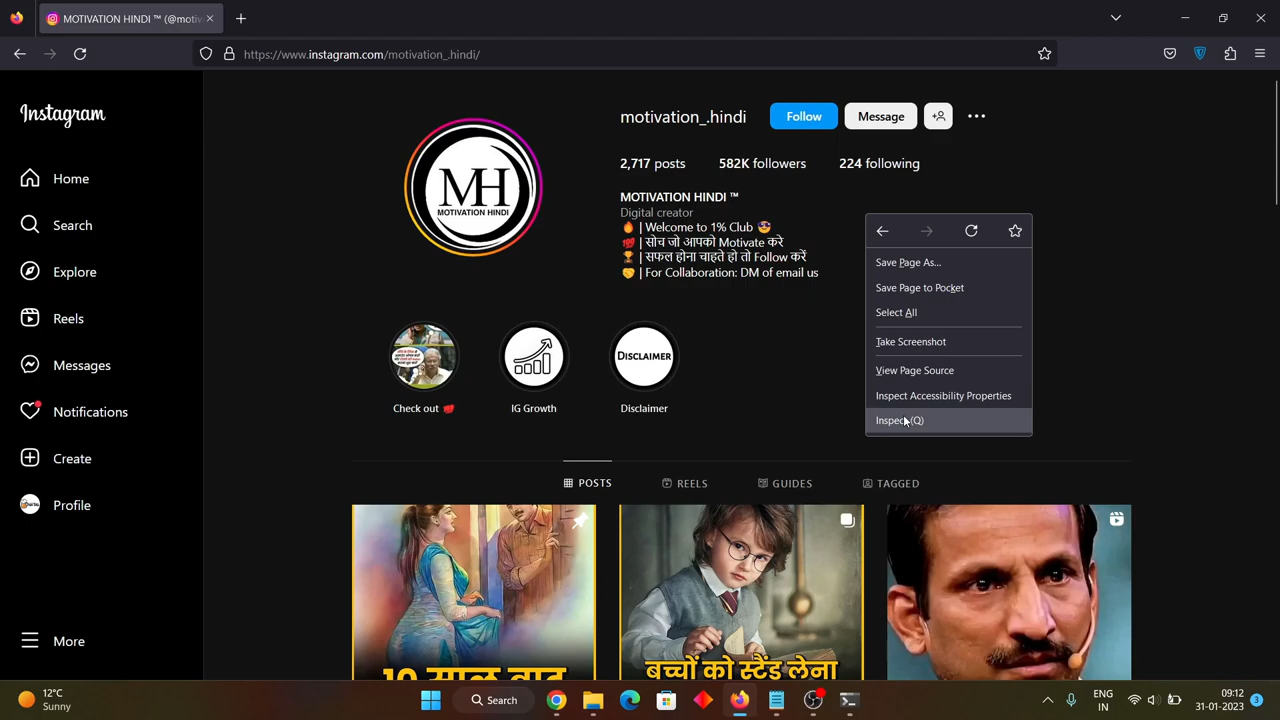 MOTIVATION HINDI ™ (@motiv
https://www.instagram.com/motivation_.hindi/
Instagram
Home
Search
Explore
Reels
Messages
Notifications
Create
Profile
More
MH
MOTIVATION HINDI
motivation_.hindi
Follow
Message
2,717 posts 582K followers 224 following
MOTIVATION HINDI ™
Digital creator
🔥 | Welcome to 1% Club 😎
💯 | सोच जो आपको Motivate करे
🏆 | सफल होना चाहते हो तो Follow करें
🤝 | For Collaboration: DM of email us
Save Page As...
Save Page to Pocket
Select All
Take Screenshot
View Page Source
Inspect Accessibility Properties
Inspect (Q)
DISCLAIMER
Check out 💯
IG Growth
Disclaimer
POSTS
REELS
GUIDES
TAGGED
10 साल बाद
बच्चों को स्टैंड लेना
12°C
Sunny
Search
ENG
IN
09:12
31-01-2023
3